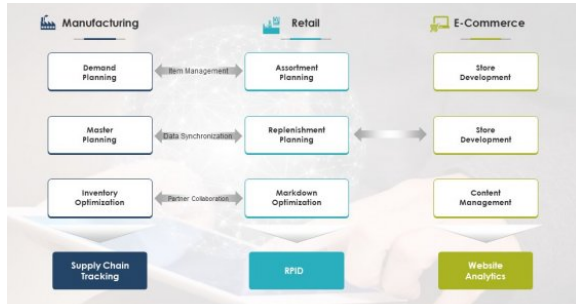 Manufacturing
Retail
E-Commerce
Demand
Planning
Item Management
Assortment
Planning
Store
Development
Master
Planning
Data Synchronization
Replenishment
Planning
Store
Development
Inventory
Optimization
Partner Collaboration
Markdown
Optimization
Content
Management
Supply Chain
Tracking
RPID
Website
Analytics